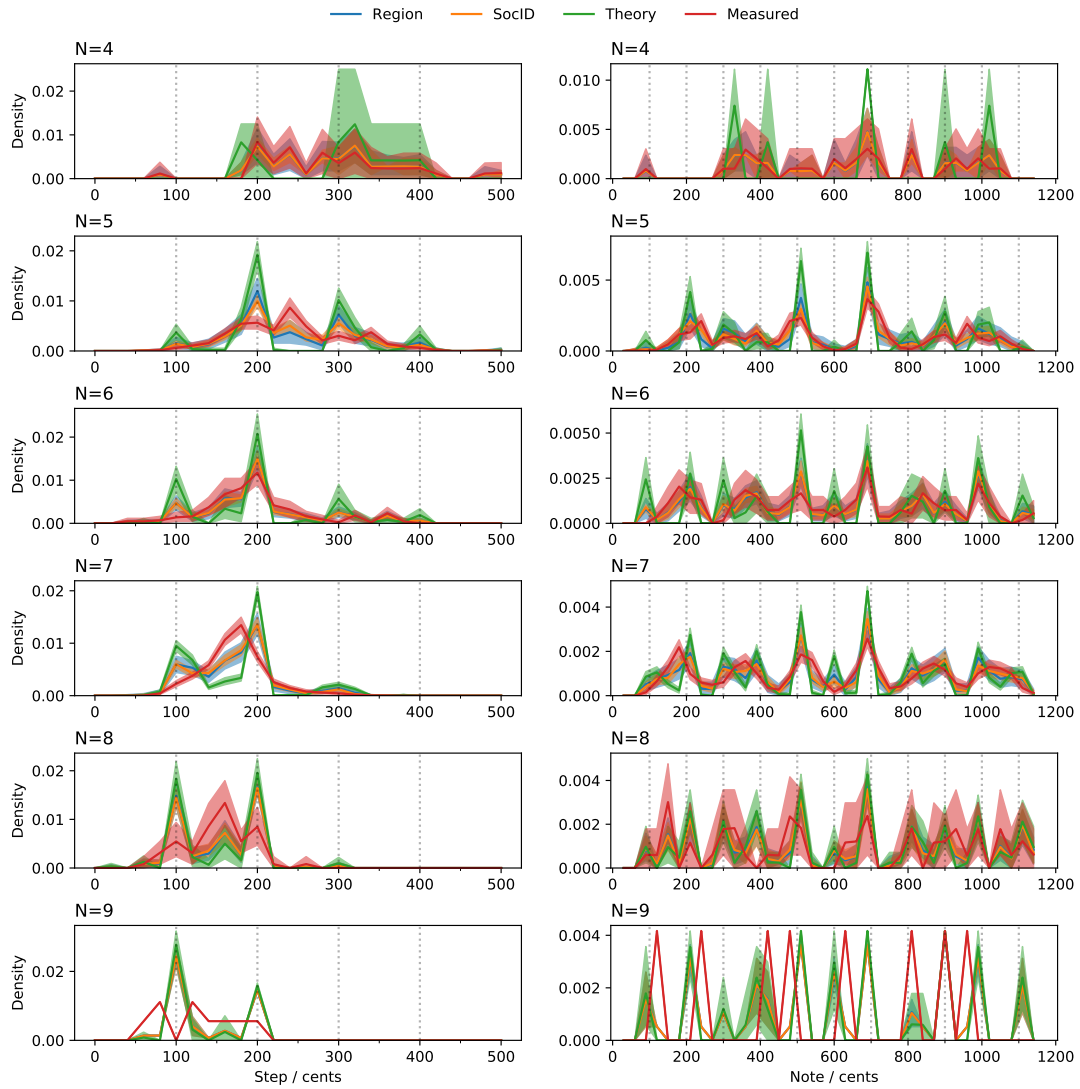 Region SocID Theory Measured
N=4 N=4
Density
0.00 0.01 0.02
0 100 200 300 400 500
0.000 0.005 0.010
0 200 400 600 800 1000 1200
N=5 N=5
Density
0.00 0.01 0.02
0 100 200 300 400 500
0.000 0.005
0 200 400 600 800 1000 1200
N=6 N=6
Density
0.00 0.01 0.02
0 100 200 300 400 500
0.0000 0.0025 0.0050
0 200 400 600 800 1000 1200
N=7 N=7
Density
0.00 0.01 0.02
0 100 200 300 400 500
0.000 0.002 0.004
0 200 400 600 800 1000 1200
N=8 N=8
Density
0.00 0.01 0.02
0 100 200 300 400 500
0.000 0.002 0.004
0 200 400 600 800 1000 1200
N=9 N=9
Density
0.00 0.02
0 100 200 300 400 500
0.000 0.002 0.004
0 200 400 600 800 1000 1200
Step / cents Note / cents